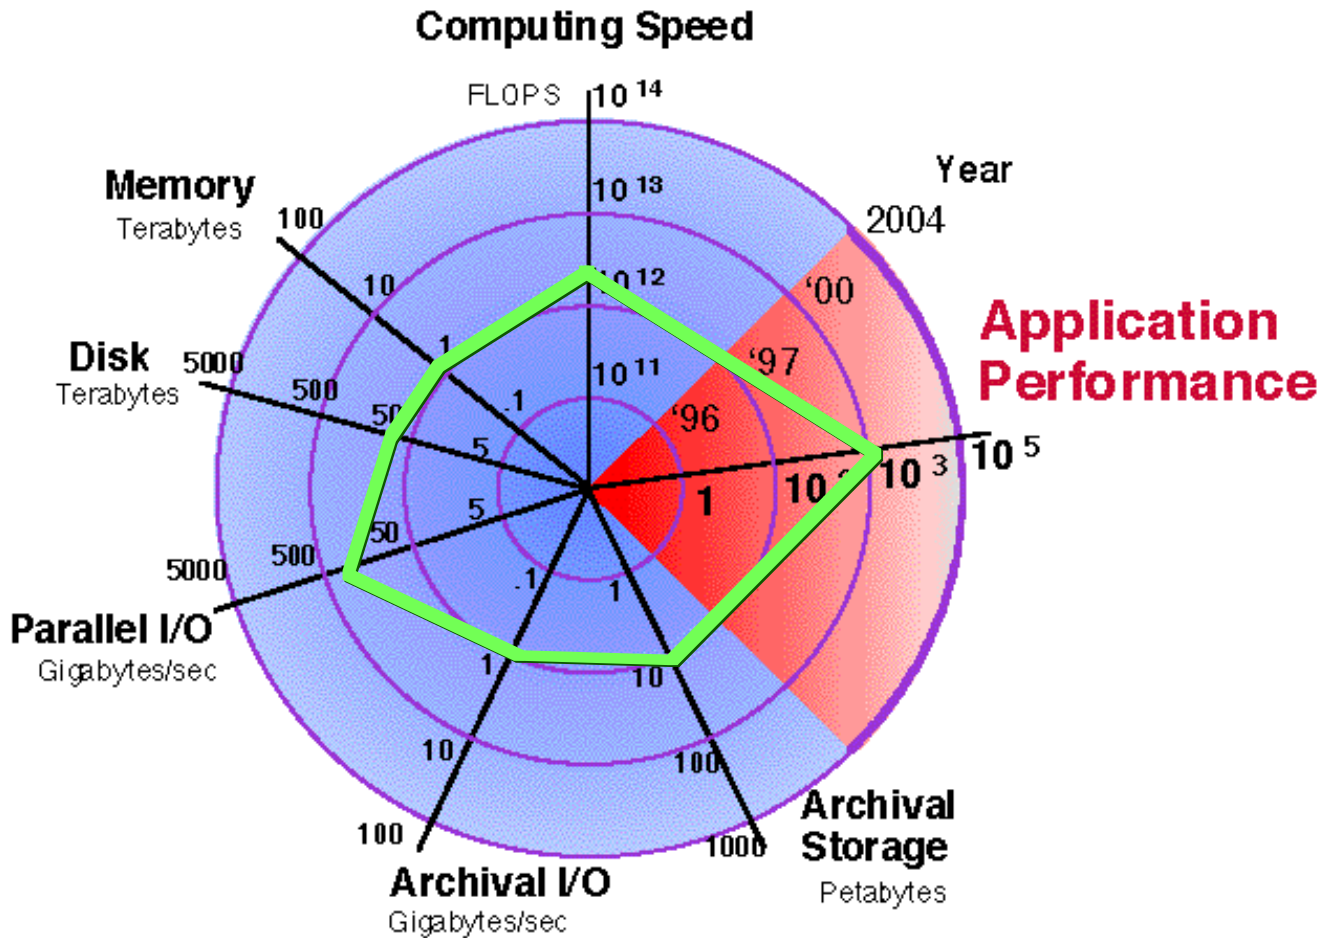 Computing Speed
FLOPS
10 14
10 13
10 12
10 11
Year
2004
‘00
‘97
‘96
Memory
Terabytes
100
10
1
.1
Disk
Terabytes
5000
500
50
5
Application
Performance
1
10
10 3
10 5
Parallel I/O
Gigabytes/sec
5000
500
50
5
Archival I/O
Gigabytes/sec
.1
1
10
100
Archival
Storage
Petabytes
1
10
100
1000